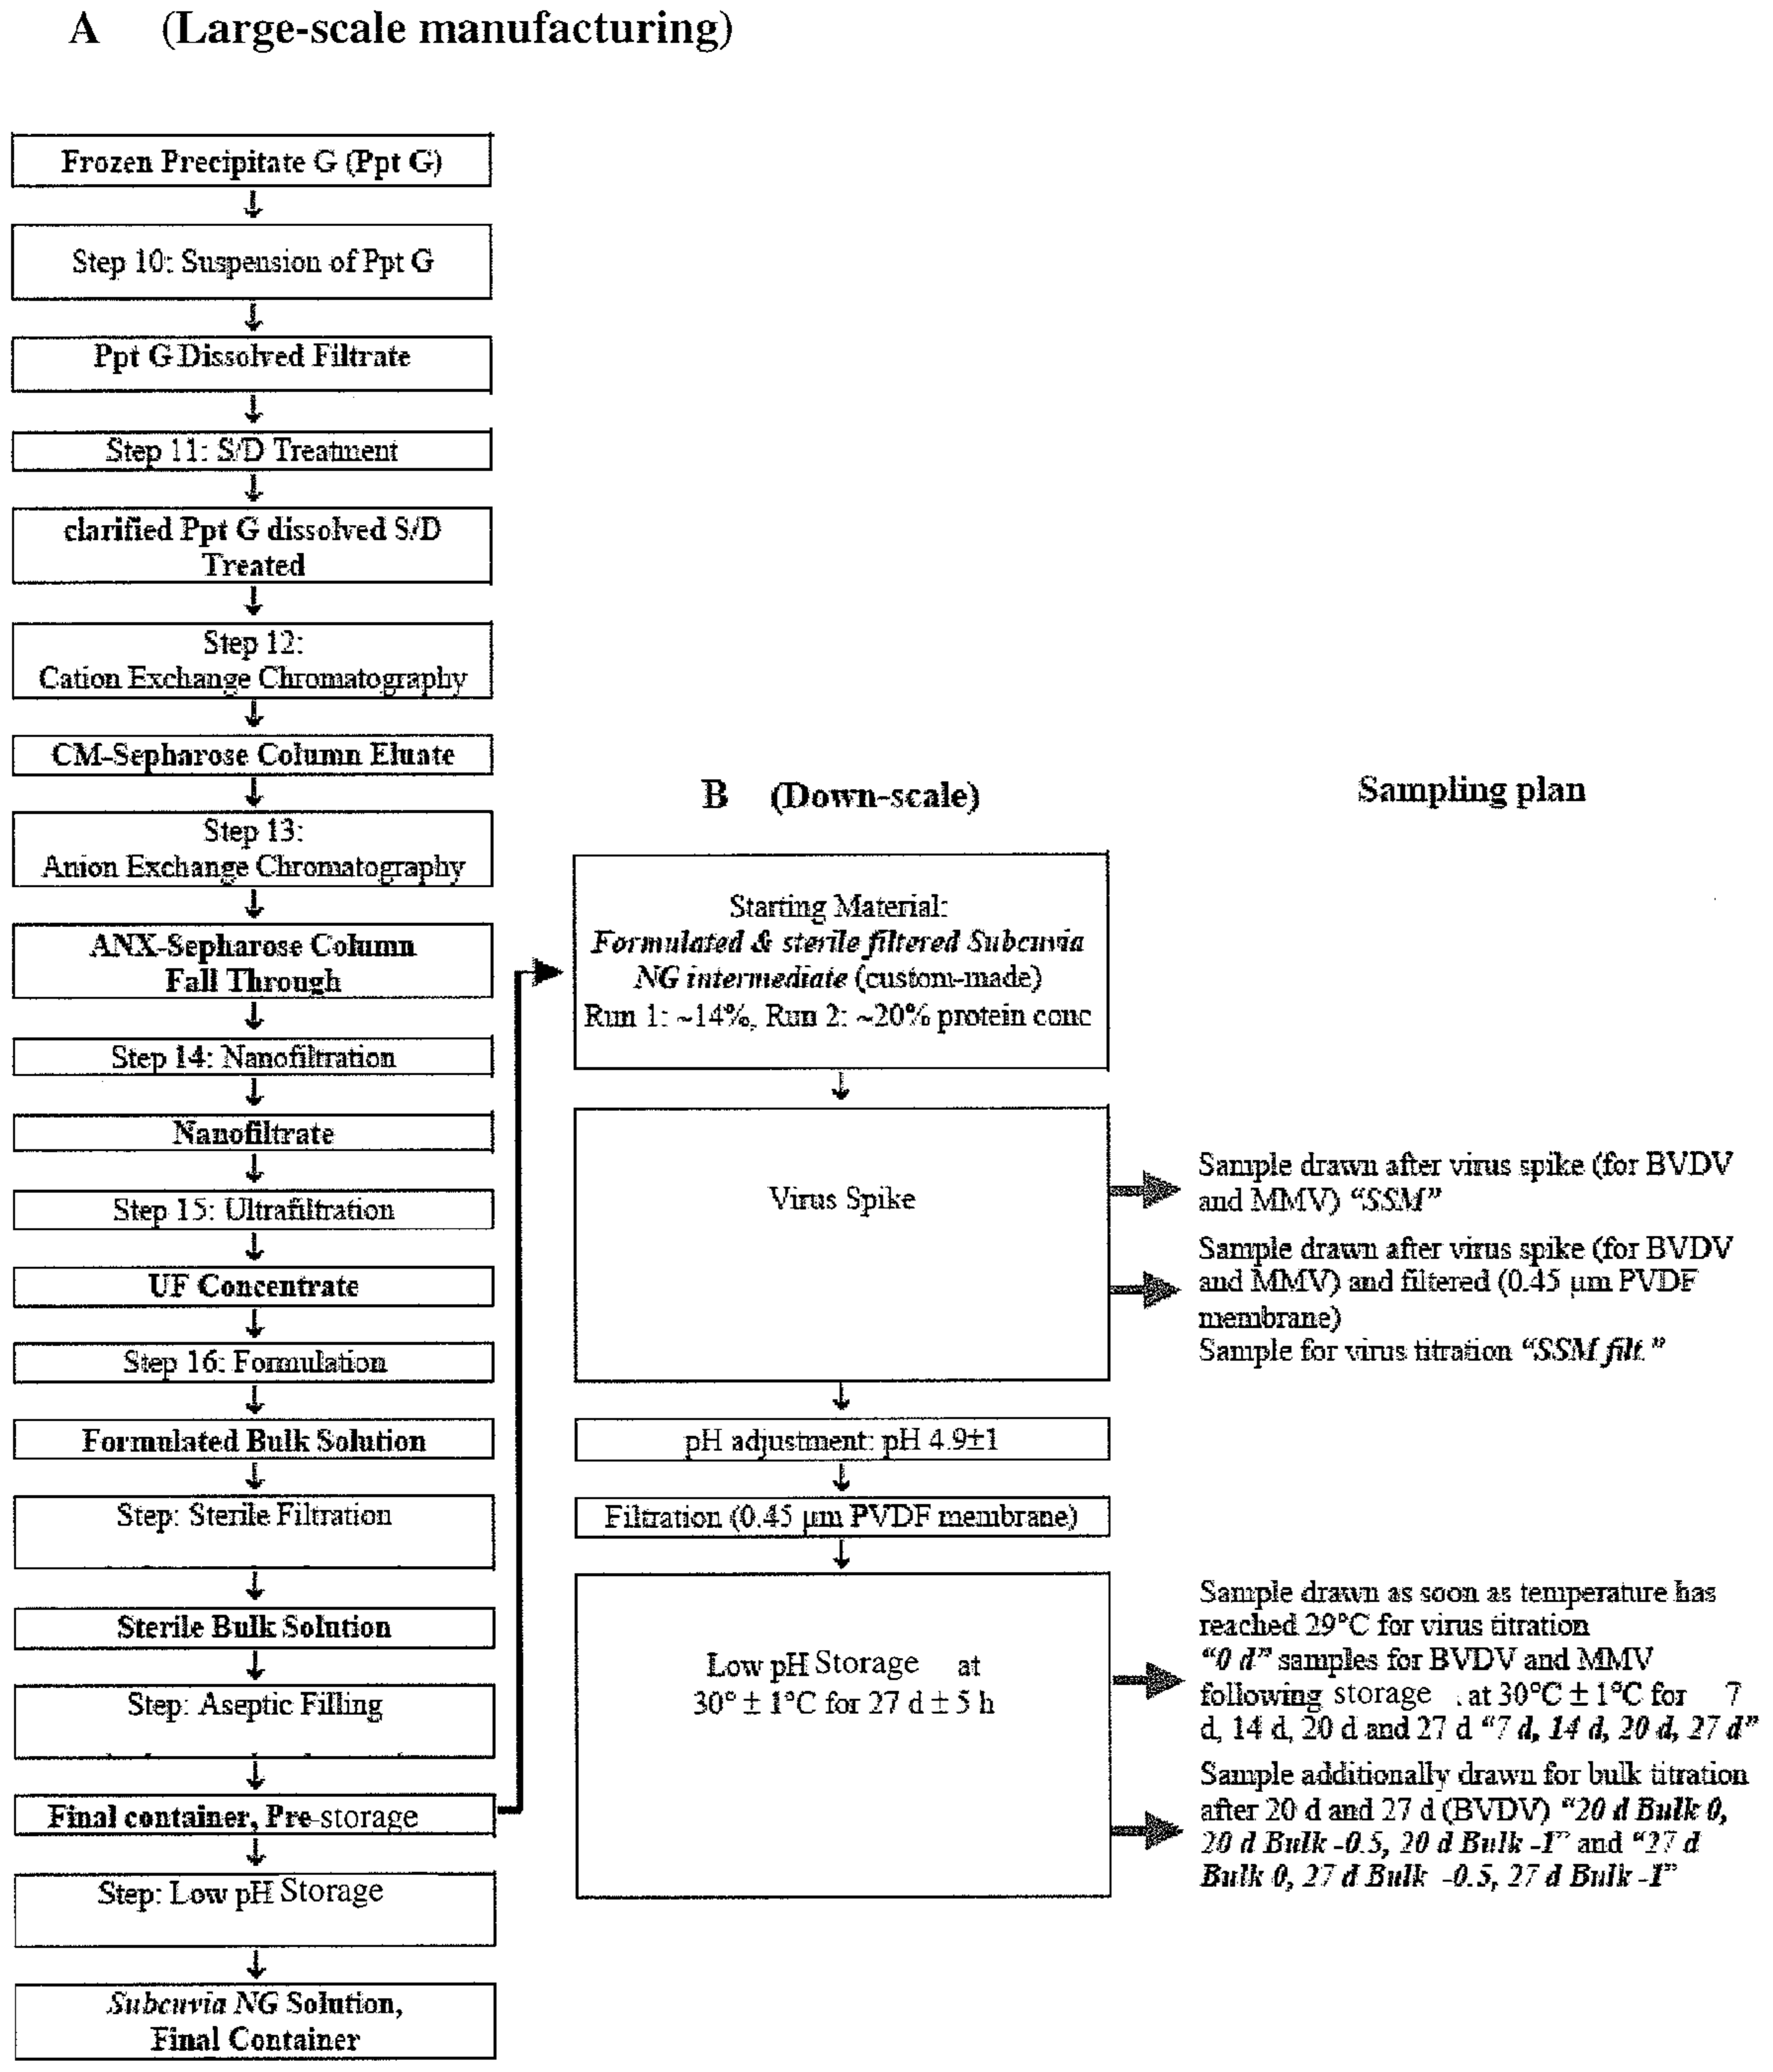 A (Large-scale manufacturing)
Frozen Precipitate G (Ppt G)
Step 10: Suspension of Ppt G
Ppt G Dissolved Filtrate
Step 11: S/D Treatment
clarified Ppt G dissolved S/D
Treated
Step 12:
Cation Exchange Chromatography
CM-Sepharose Column Eluate
Step 13:
Anion Exchange Chromatography
ANX-Sepharose Column
Fall Through
Step 14: Nanofiltration
Nanofiltrate
Step 15: Ultrafiltration
UF Concentrate
Step 16: Formulation
Formulated Bulk Solution
Step: Sterile Filtration
Sterile Bulk Solution
Step: Aseptic Filling
Final container, Pre-storage
Step: Low pH Storage
Subcuvia NG Solution,
Final Container
B (Down-scale)
Starting Material:
Formulated & sterile filtered Subcuvia
NG intermediate (custom-made)
Run 1: ~14%, Run 2: ~20% protein conc
Virus Spike
pH adjustment: pH 4.9±1
Filtration (0.45 µm PVDF membrane)
Low pH Storage at
30° ± 1°C for 27 d ± 5 h
Sampling plan
Sample drawn after virus spike (for BVDV
and MMV) “SSM”
Sample drawn after virus spike (for BVDV
and MMV) and filtered (0.45 µm PVDF
membrane)
Sample for virus titration “SSM filt.”
Sample drawn as soon as temperature has
reached 29°C for virus titration
“0 d” samples for BVDV and MMV
following storage at 30°C ± 1°C for 7
d, 14 d, 20 d and 27 d “7 d, 14 d, 20 d, 27 d”
Sample additionally drawn for bulk titration
after 20 d and 27 d (BVDV) “20 d Bulk 0,
20 d Bulk -0.5, 20 d Bulk -1” and “27 d
Bulk 0, 27 d Bulk -0.5, 27 d Bulk -1”